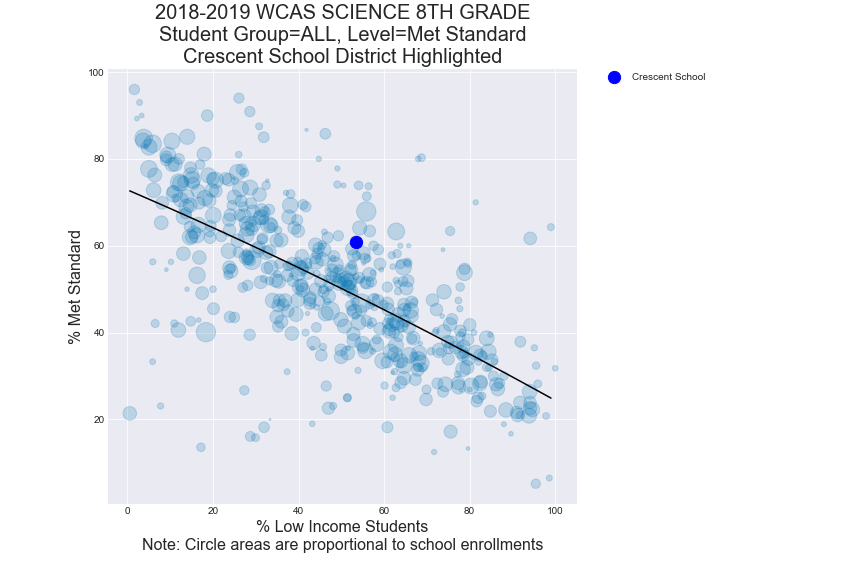 2018-2019 WCAS SCIENCE 8TH GRADE
Student Group=ALL, Level=Met Standard
Crescent School District Highlighted
Crescent School
% Met Standard
100
80
60
40
20
0
20
40
60
80
100
% Low Income Students
Note: Circle areas are proportional to school enrollments